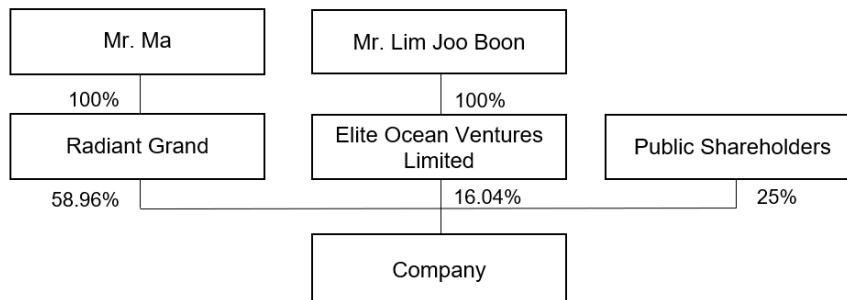 Mr. Ma
Mr. Lim Joo Boon
100%
100%
Radiant Grand
Elite Ocean Ventures
Limited
Public Shareholders
58.96%
16.04%
25%
Company